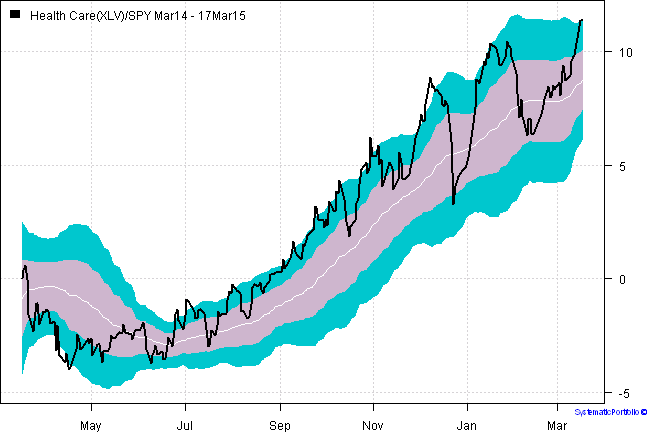 Health Care(XLV)/SPY Mar14 - 17Mar15
10
5
0
-5
May Jul Sep Nov Jan Mar
SystematicPortfolio ©